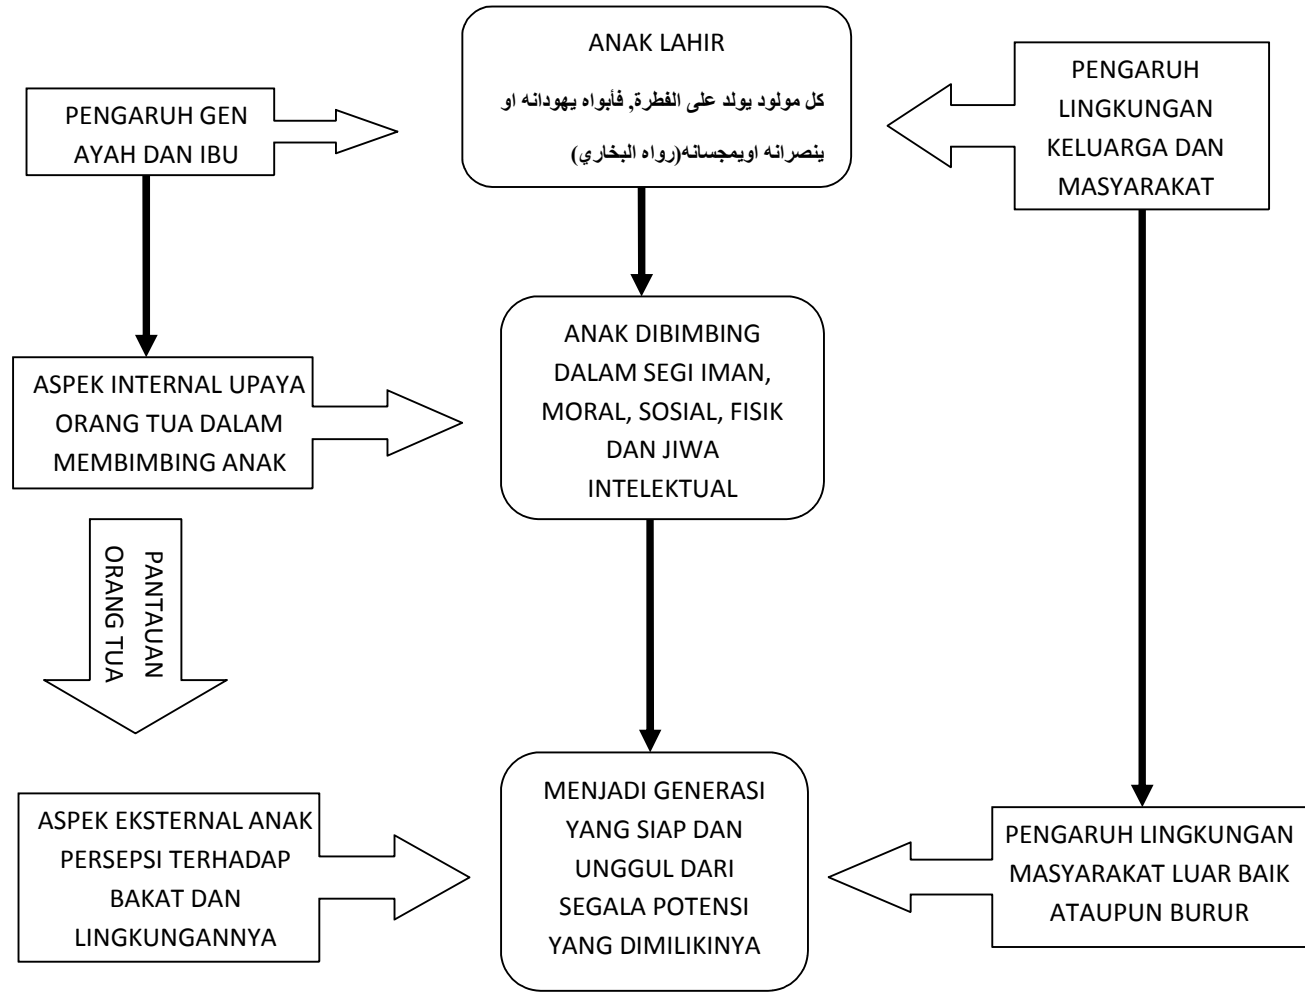 ANAK LAHIR
كل مولود يولد على الفطرة, فأبواه يهودانه او
ينصرانه اويمجسانه(رواه البخاري)
PENGARUH GEN
AYAH DAN IBU
PENGARUH
LINGKUNGAN
KELUARGA DAN
MASYARAKAT
ANAK DIBIMBING
DALAM SEGI IMAN,
MORAL, SOSIAL, FISIK
DAN JIWA
INTELEKTUAL
ASPEK INTERNAL UPAYA
ORANG TUA DALAM
MEMBIMBING ANAK
PANTAUAN
ORANG TUA
ASPEK EKSTERNAL ANAK
PERSEPSI TERHADAP
BAKAT DAN
LINGKUNGANNYA
MENJADI GENERASI
YANG SIAP DAN
UNGGUL DARI
SEGALA POTENSI
YANG DIMILIKINYA
PENGARUH LINGKUNGAN
MASYARAKAT LUAR BAIK
ATAUPUN BURUR